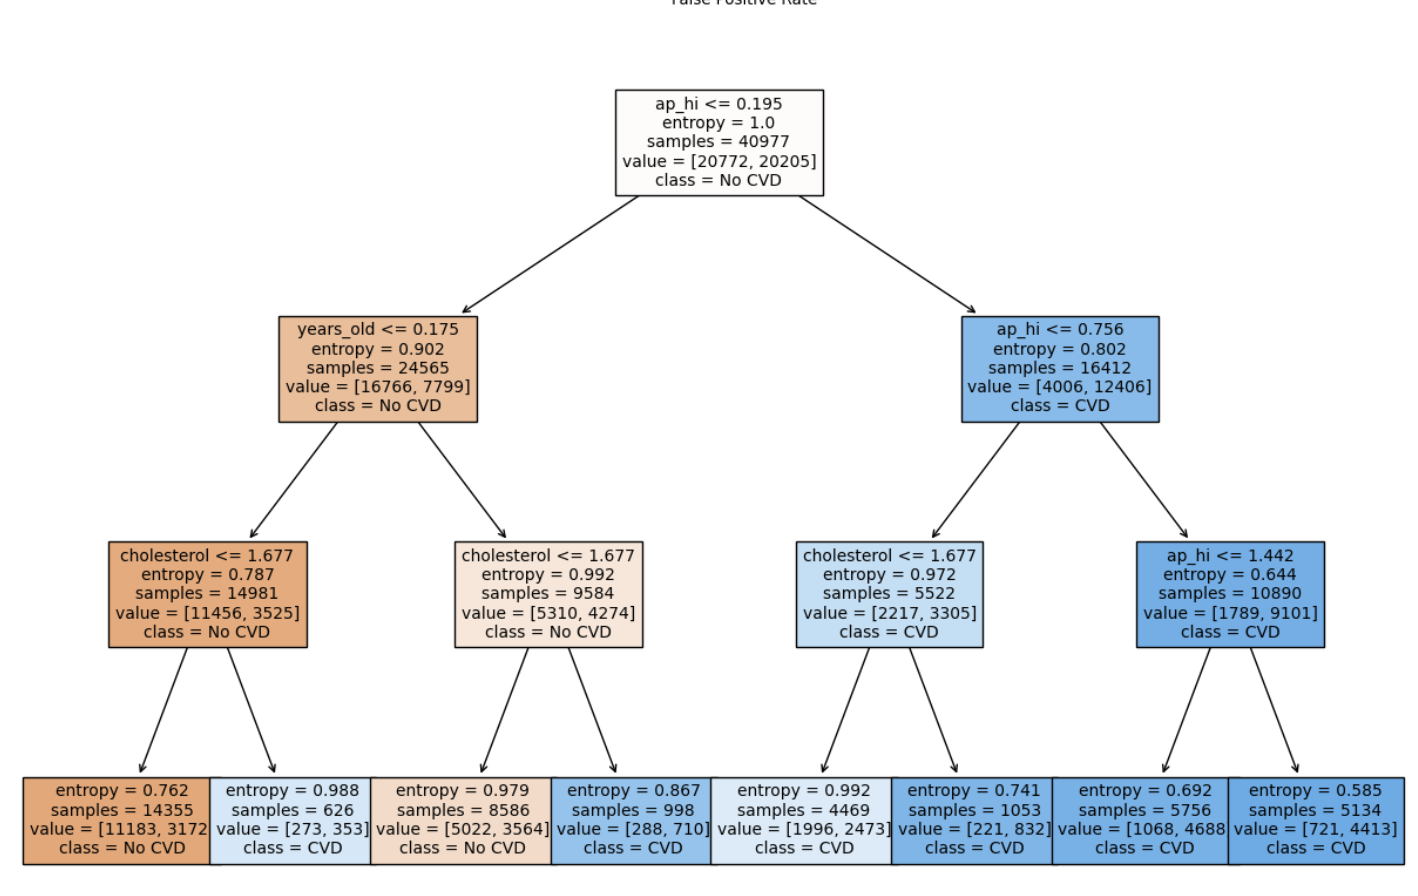 False Positive Rate
ap_hi <= 0.195
entropy = 1.0
samples = 40977
value = [20772, 20205]
class = No CVD
years_old <= 0.175
entropy = 0.902
samples = 24565
value = [16766, 7799]
class = No CVD
ap_hi <= 0.756
entropy = 0.802
samples = 16412
value = [4006, 12406]
class = CVD
cholesterol <= 1.677
entropy = 0.787
samples = 14981
value = [11456, 3525]
class = No CVD
cholesterol <= 1.677
entropy = 0.992
samples = 9584
value = [5310, 4274]
class = No CVD
cholesterol <= 1.677
entropy = 0.972
samples = 5522
value = [2217, 3305]
class = CVD
ap_hi <= 1.442
entropy = 0.644
samples = 10890
value = [1789, 9101]
class = CVD
entropy = 0.762
samples = 14355
value = [11183, 3172
class = No CVD
entropy = 0.988
samples = 626
value = [273, 353]
class = CVD
entropy = 0.979
samples = 8586
value = [5022, 3564]
class = No CVD
entropy = 0.867
samples = 998
value = [288, 710]
class = CVD
entropy = 0.992
samples = 4469
value = [1996, 2473]
class = CVD
entropy = 0.741
samples = 1053
value = [221, 832]
class = CVD
entropy = 0.692
samples = 5756
value = [1068, 4688
class = CVD
entropy = 0.585
samples = 5134
value = [721, 4413]
class = CVD